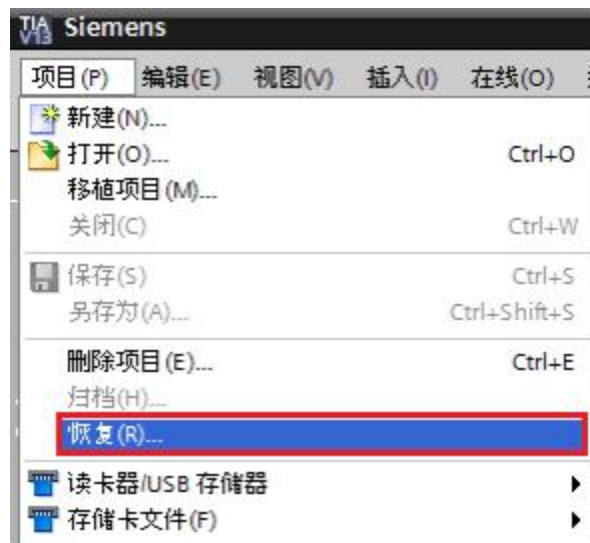 TIA V13 Siemens
项目(P) 编辑(E) 视图(V) 插入(I) 在线(O)
新建(N)...
打开(O)... Ctrl+O
移植项目(M)...
关闭(C) Ctrl+W
保存(S) Ctrl+S
另存为(A)... Ctrl+Shift+S
删除项目(E)... Ctrl+E
归档(H)...
恢复(R)...
读卡器/USB 存储器
存储卡文件(F)